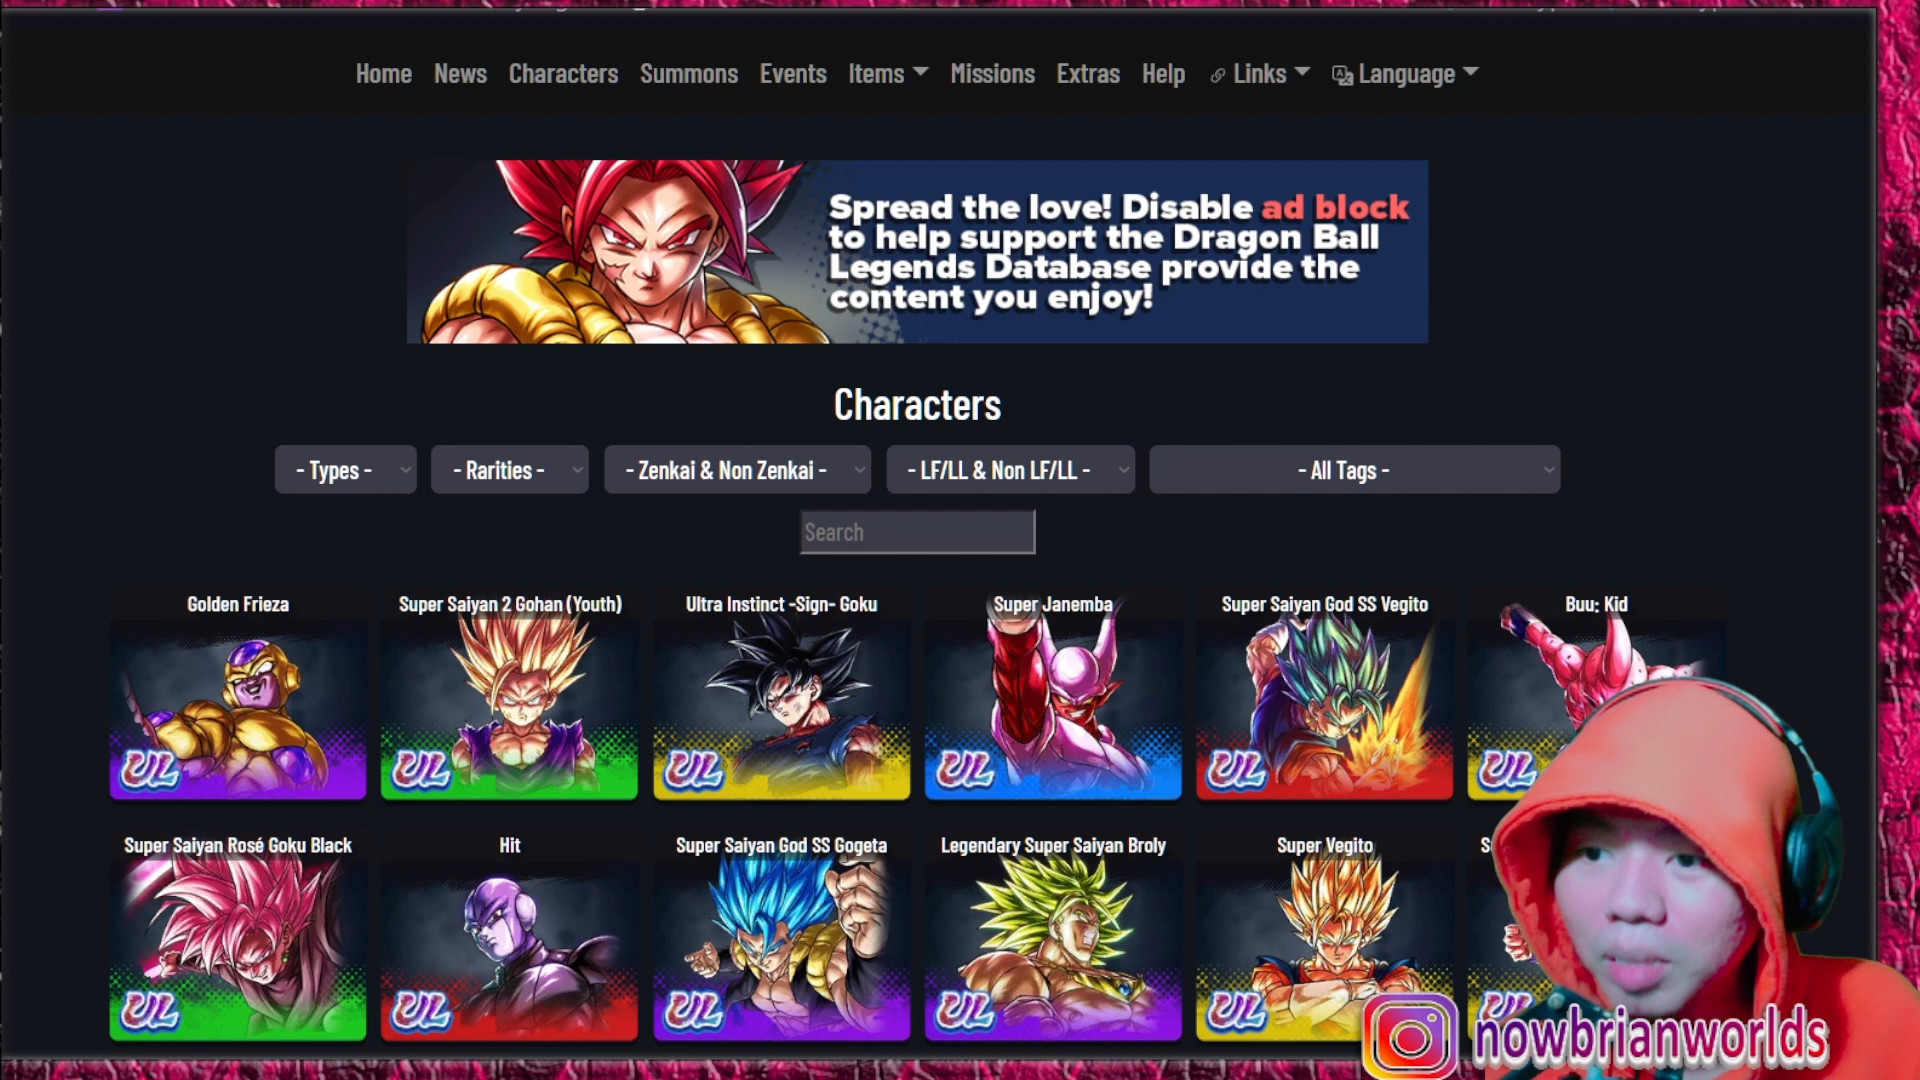 Home News Characters Summons Events Items Missions Extras Help Links Language
Spread the love! Disable ad block
to help support the Dragon Ball
Legends Database provide the
content you enjoy!
Characters
- Types - - Rarities - - Zenkai & Non Zenkai - - LF/LL & Non LF/LL - - All Tags -
Search
Golden Frieza Super Saiyan 2 Gohan (Youth) Ultra Instinct -Sign- Goku Super Janemba Super Saiyan God SS Vegito Buu: Kid
UL UL UL UL UL UL
Super Saiyan Rosé Goku Black Hit Super Saiyan God SS Gogeta Legendary Super Saiyan Broly Super Vegito
UL UL UL UL UL UL
nowbrianworlds